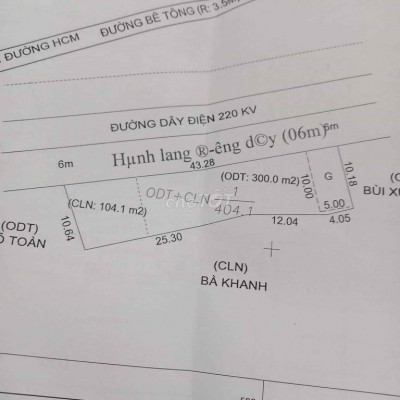 ĐƯỜNG HCM
ĐƯỜNG BÊ TÔNG (R: 3.5M
ĐƯỜNG DÂY ĐIỆN 220 KV
6m
Hµnh lang ®-êng d©y (06m)
6m
43.28
(ODT: 300.0 m2)
G
10.00
10.18
BÙI X
(CLN: 104.1 m2)
ODT+CLN
1
404.1
5.00
4.05
12.04
(ODT)
TOÀN
10.64
25.30
(CLN)
BÀ KHANH